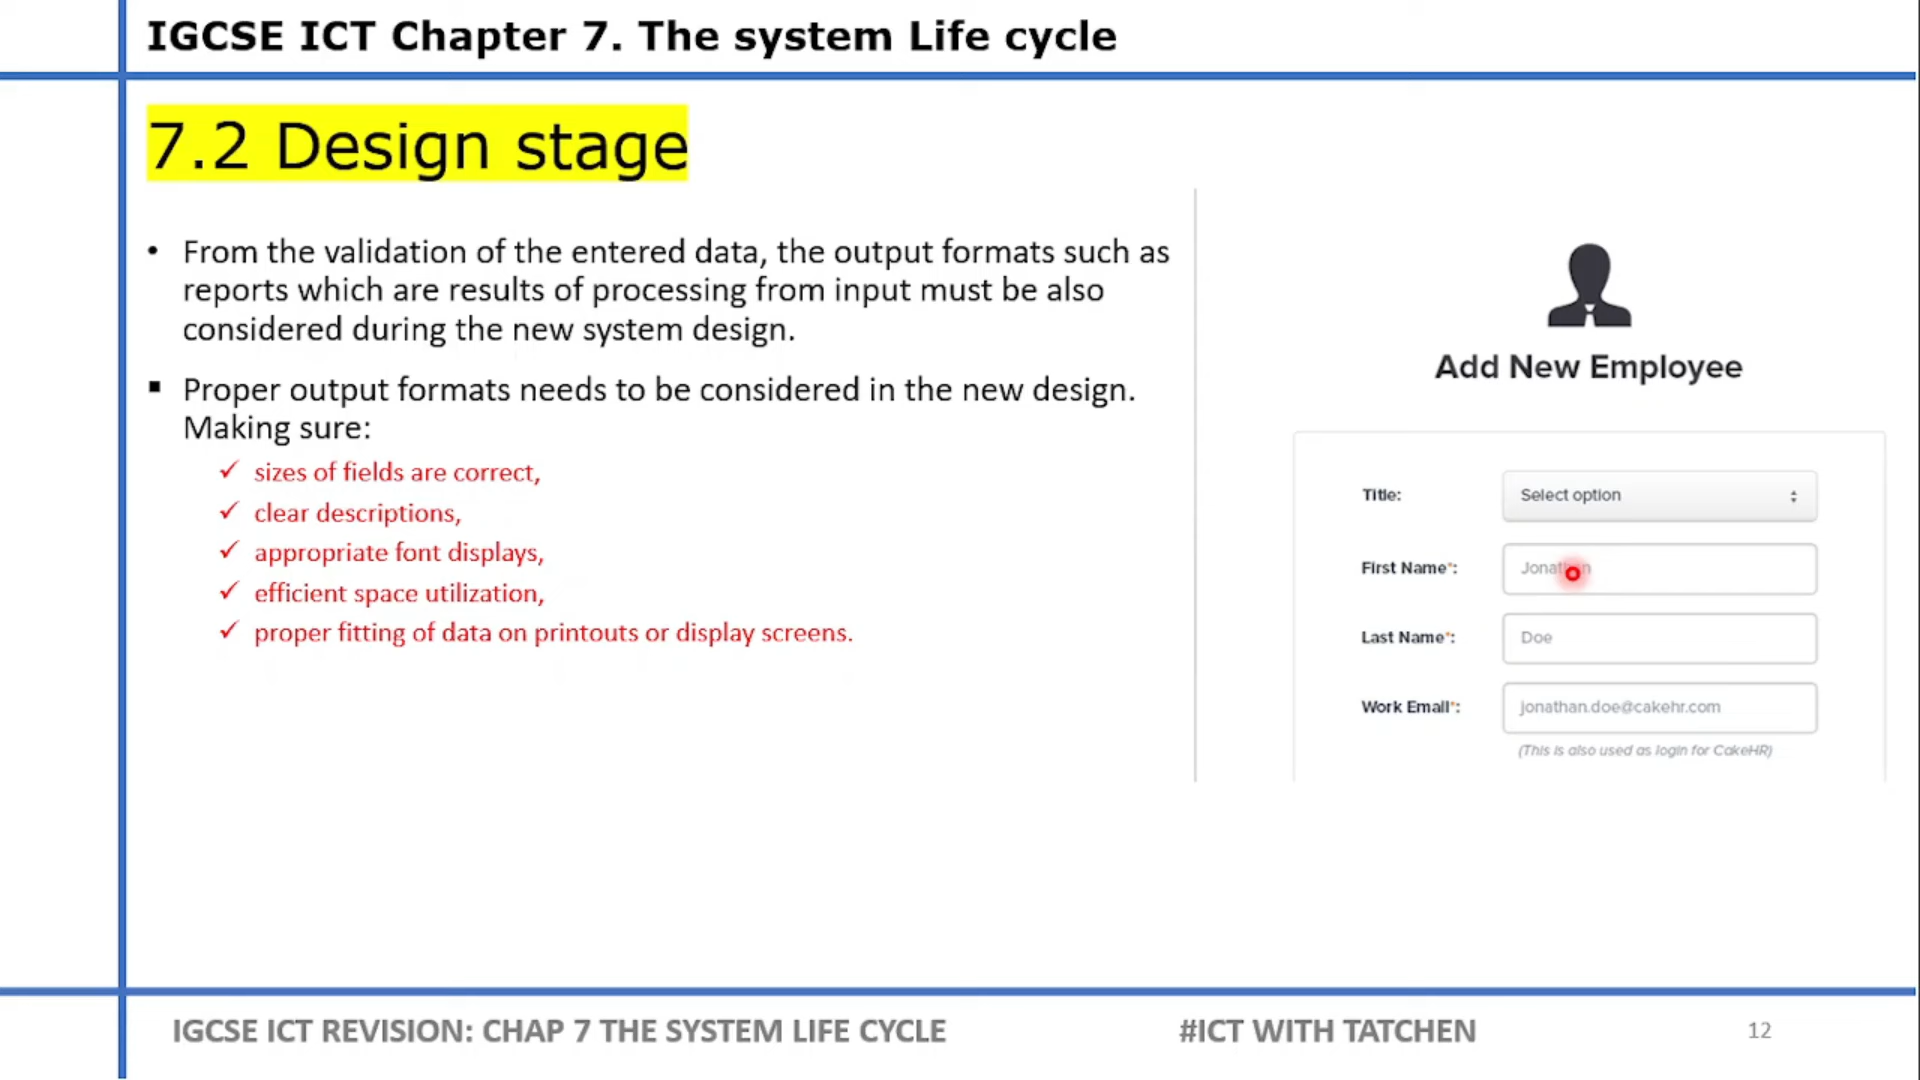 IGCSE ICT Chapter 7. The system Life cycle
7.2 Design stage
• From the validation of the entered data, the output formats such as
reports which are results of processing from input must be also
considered during the new system design.
▪ Proper output formats needs to be considered in the new design.
Making sure:
✓ sizes of fields are correct,
✓ clear descriptions,
✓ appropriate font displays,
✓ efficient space utilization,
✓ proper fitting of data on printouts or display screens.
Add New Employee
Title: Select option
First Name*: Jonathan
Last Name*: Doe
Work Email*: jonathan.doe@cakehr.com
(This is also used as login for CakeHR)
IGCSE ICT REVISION: CHAP 7 THE SYSTEM LIFE CYCLE #ICT WITH TATCHEN 12